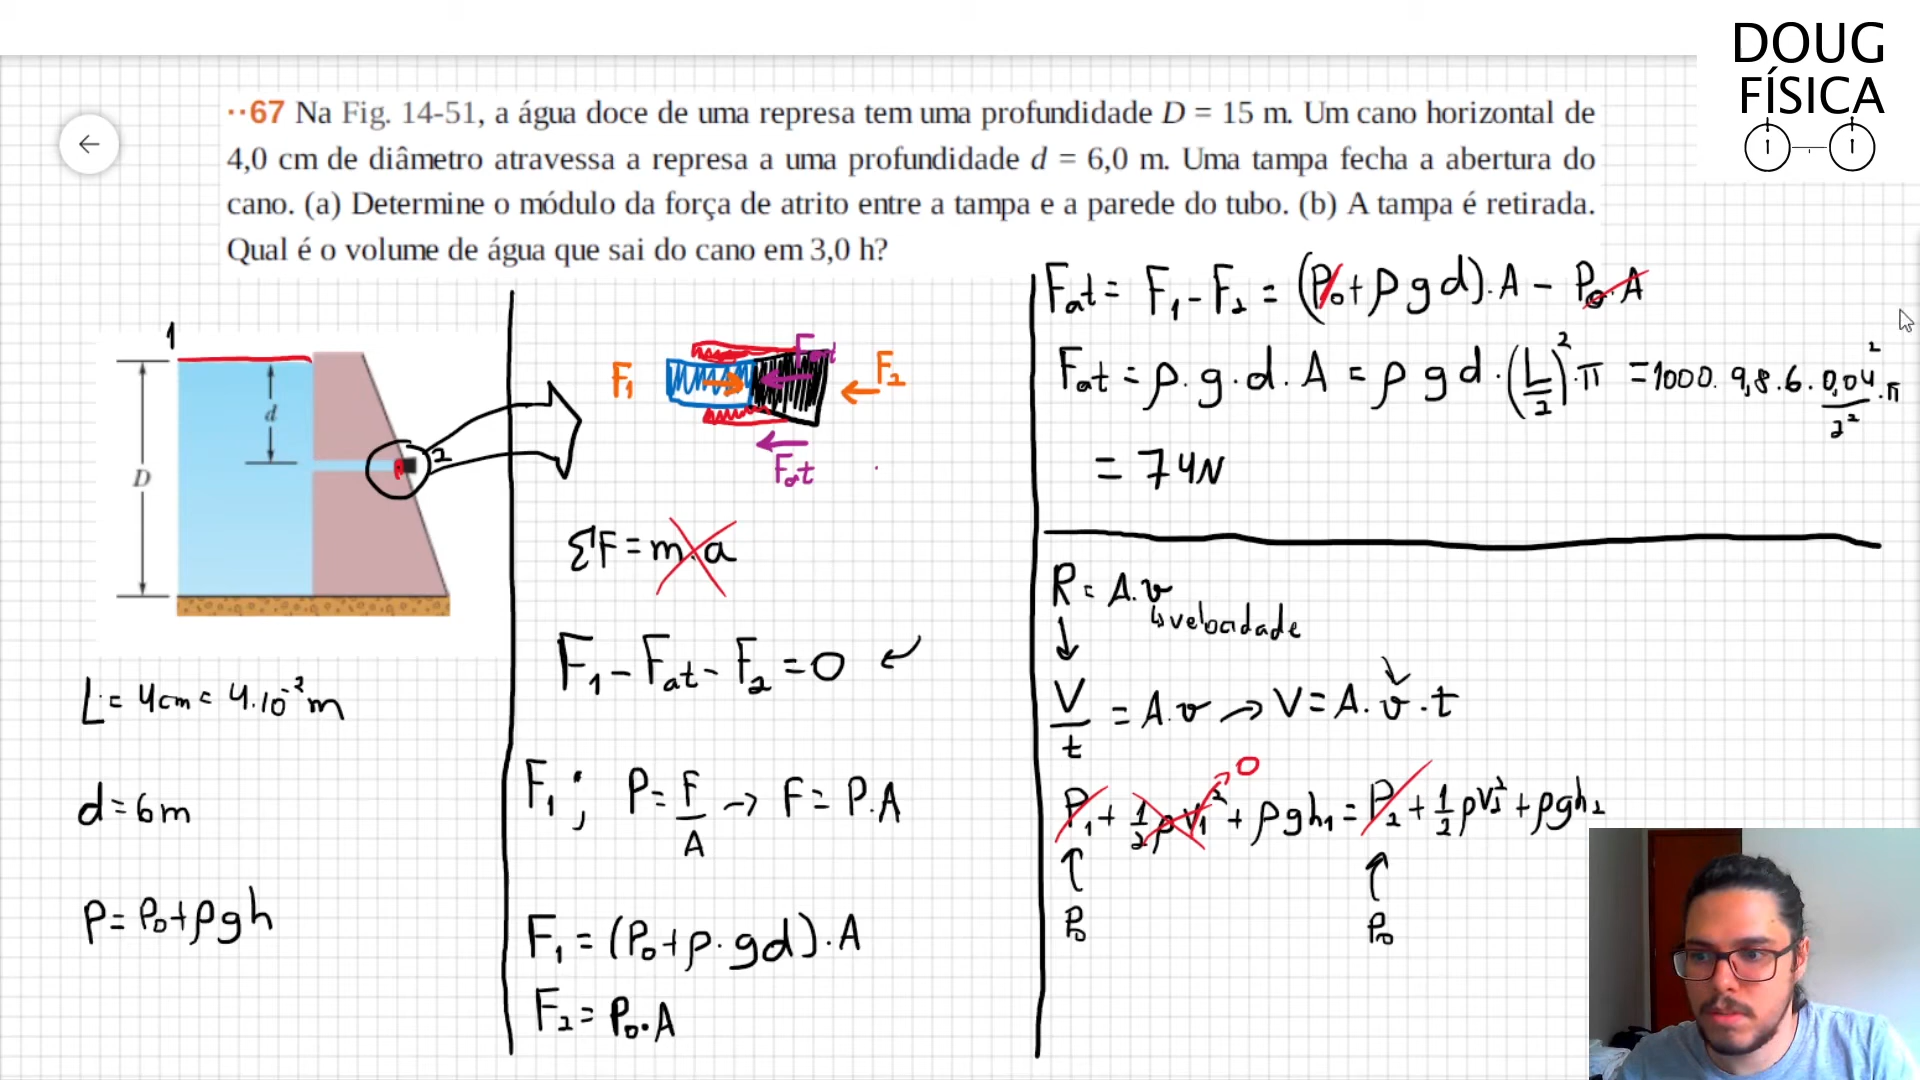 DOUG
FÍSICA
··67 Na Fig. 14-51, a água doce de uma represa tem uma profundidade D = 15 m. Um cano horizontal de
4,0 cm de diâmetro atravessa a represa a uma profundidade d = 6,0 m. Uma tampa fecha a abertura do
cano. (a) Determine o módulo da força de atrito entre a tampa e a parede do tubo. (b) A tampa é retirada.
Qual é o volume de água que sai do cano em 3,0 h?
1
d
D
2
L = 4cm = 4.10⁻² m
d = 6m
P = P₀ + ρgh
F₁
Fat
F₂
Fat
ΣF = m.a
F₁ - Fat - F₂ = 0
F₁; P = F/A → F = P.A
F₁ = (P₀ + ρ.gd).A
F₂ = P₀.A
Fat = F₁ - F₂ = (P₀ + ρgd).A - P₀.A
Fat = ρ.g.d.A = ρgd.(L/2)².π = 1000.9,8.6.0,04²/2².π
= 74N
R = A.v
↳velocidade
V/t = A.v → V = A.v.t
P₁ + 1/2 ρV₁² + ρgh₁ = P₂ + 1/2 ρV₂² + ρgh₂
0
P₀
P₀